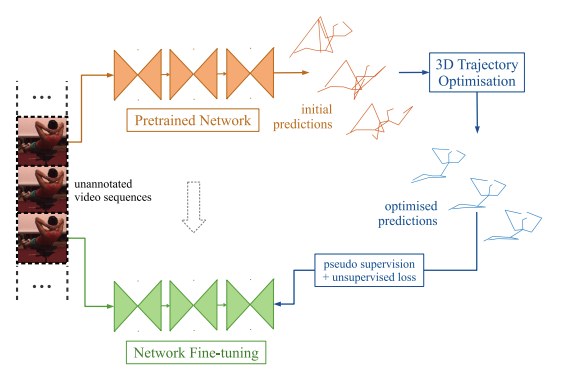 Pretrained Network
initial
predictions
3D Trajectory
Optimisation
unannotated
video sequences
optimised
predictions
pseudo supervision
+ unsupervised loss
Network Fine-tuning